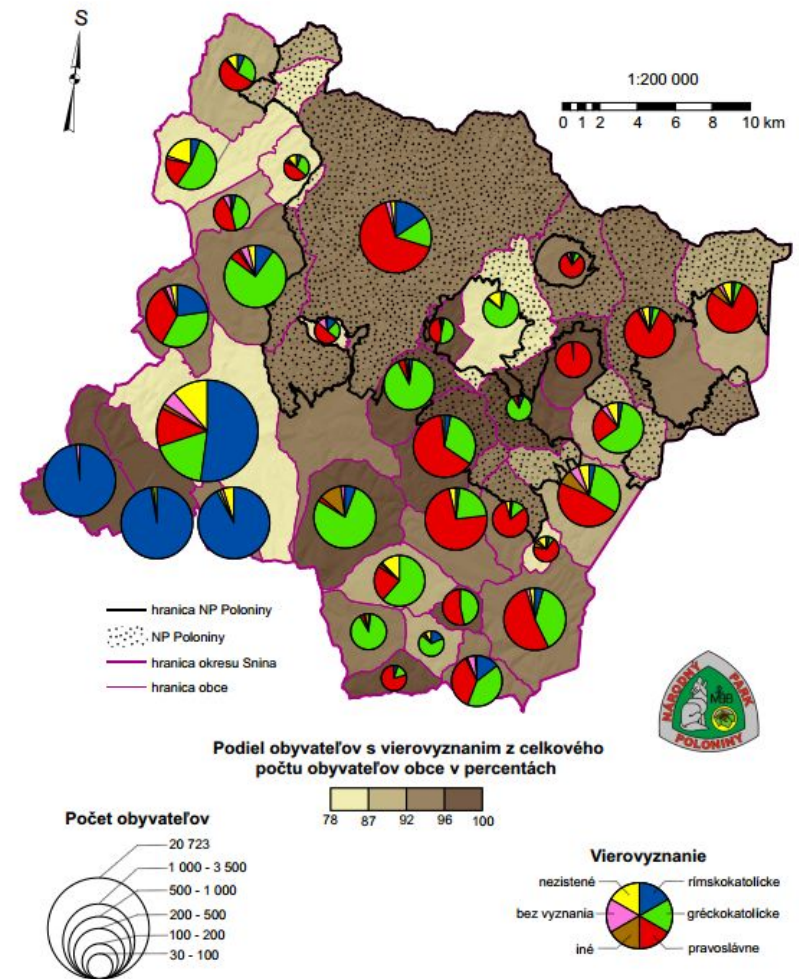 S
1:200 000
0 1 2 4 6 8 10 km
hranica NP Poloniny
NP Poloniny
hranica okresu Snina
hranica obce
NÁRODNÝ PARK
POLONINY
Podiel obyvateľov s vierovyznaním z celkového
počtu obyvateľov obce v percentách
78 87 92 96 100
Počet obyvateľov
20 723
1 000 - 3 500
500 - 1 000
200 - 500
100 - 200
30 - 100
Vierovyznanie
nezistené
rímskokatolícke
bez vyznania
gréckokatolícke
iné
pravoslávne